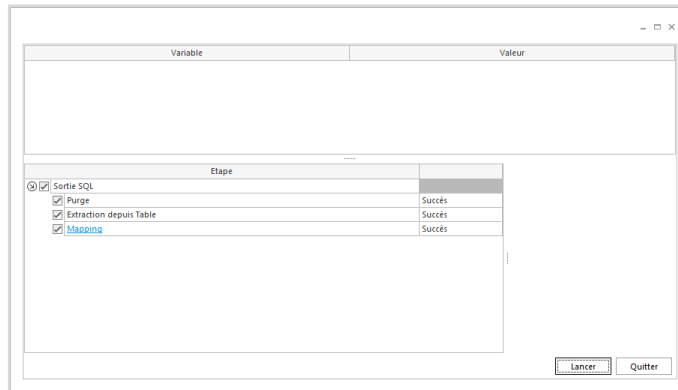 Variable Valeur
Etape
Sortie SQL
Purge Succès
Extraction depuis Table Succès
Mapping Succès
Lancer Quitter